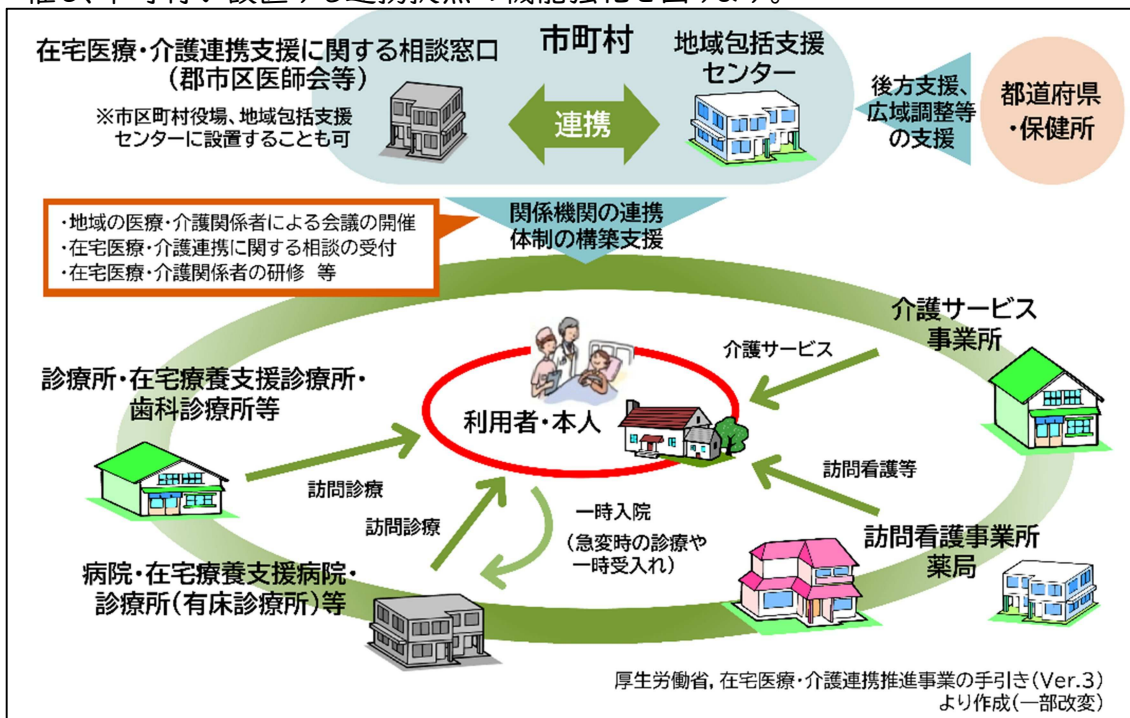 市町村
在宅医療・介護連携支援に関する相談窓口
(郡市区医師会等)
※市区町村役場、地域包括支援
センターに設置することも可
連携
地域包括支援
センター
後方支援、
広域調整等
の支援
都道府県
・保健所
関係機関の連携
体制の構築支援
・地域の医療・介護関係者による会議の開催
・在宅医療・介護連携に関する相談の受付
・在宅医療・介護関係者の研修 等
介護サービス
事業所
介護サービス
診療所・在宅療養支援診療所・
歯科診療所等
利用者・本人
訪問診療
訪問看護等
訪問診療
一時入院
(急変時の診療や
一時受入れ)
訪問看護事業所
薬局
病院・在宅療養支援病院・
診療所(有床診療所)等
厚生労働省, 在宅医療・介護連携推進事業の手引き(Ver.3)
より作成(一部改変)